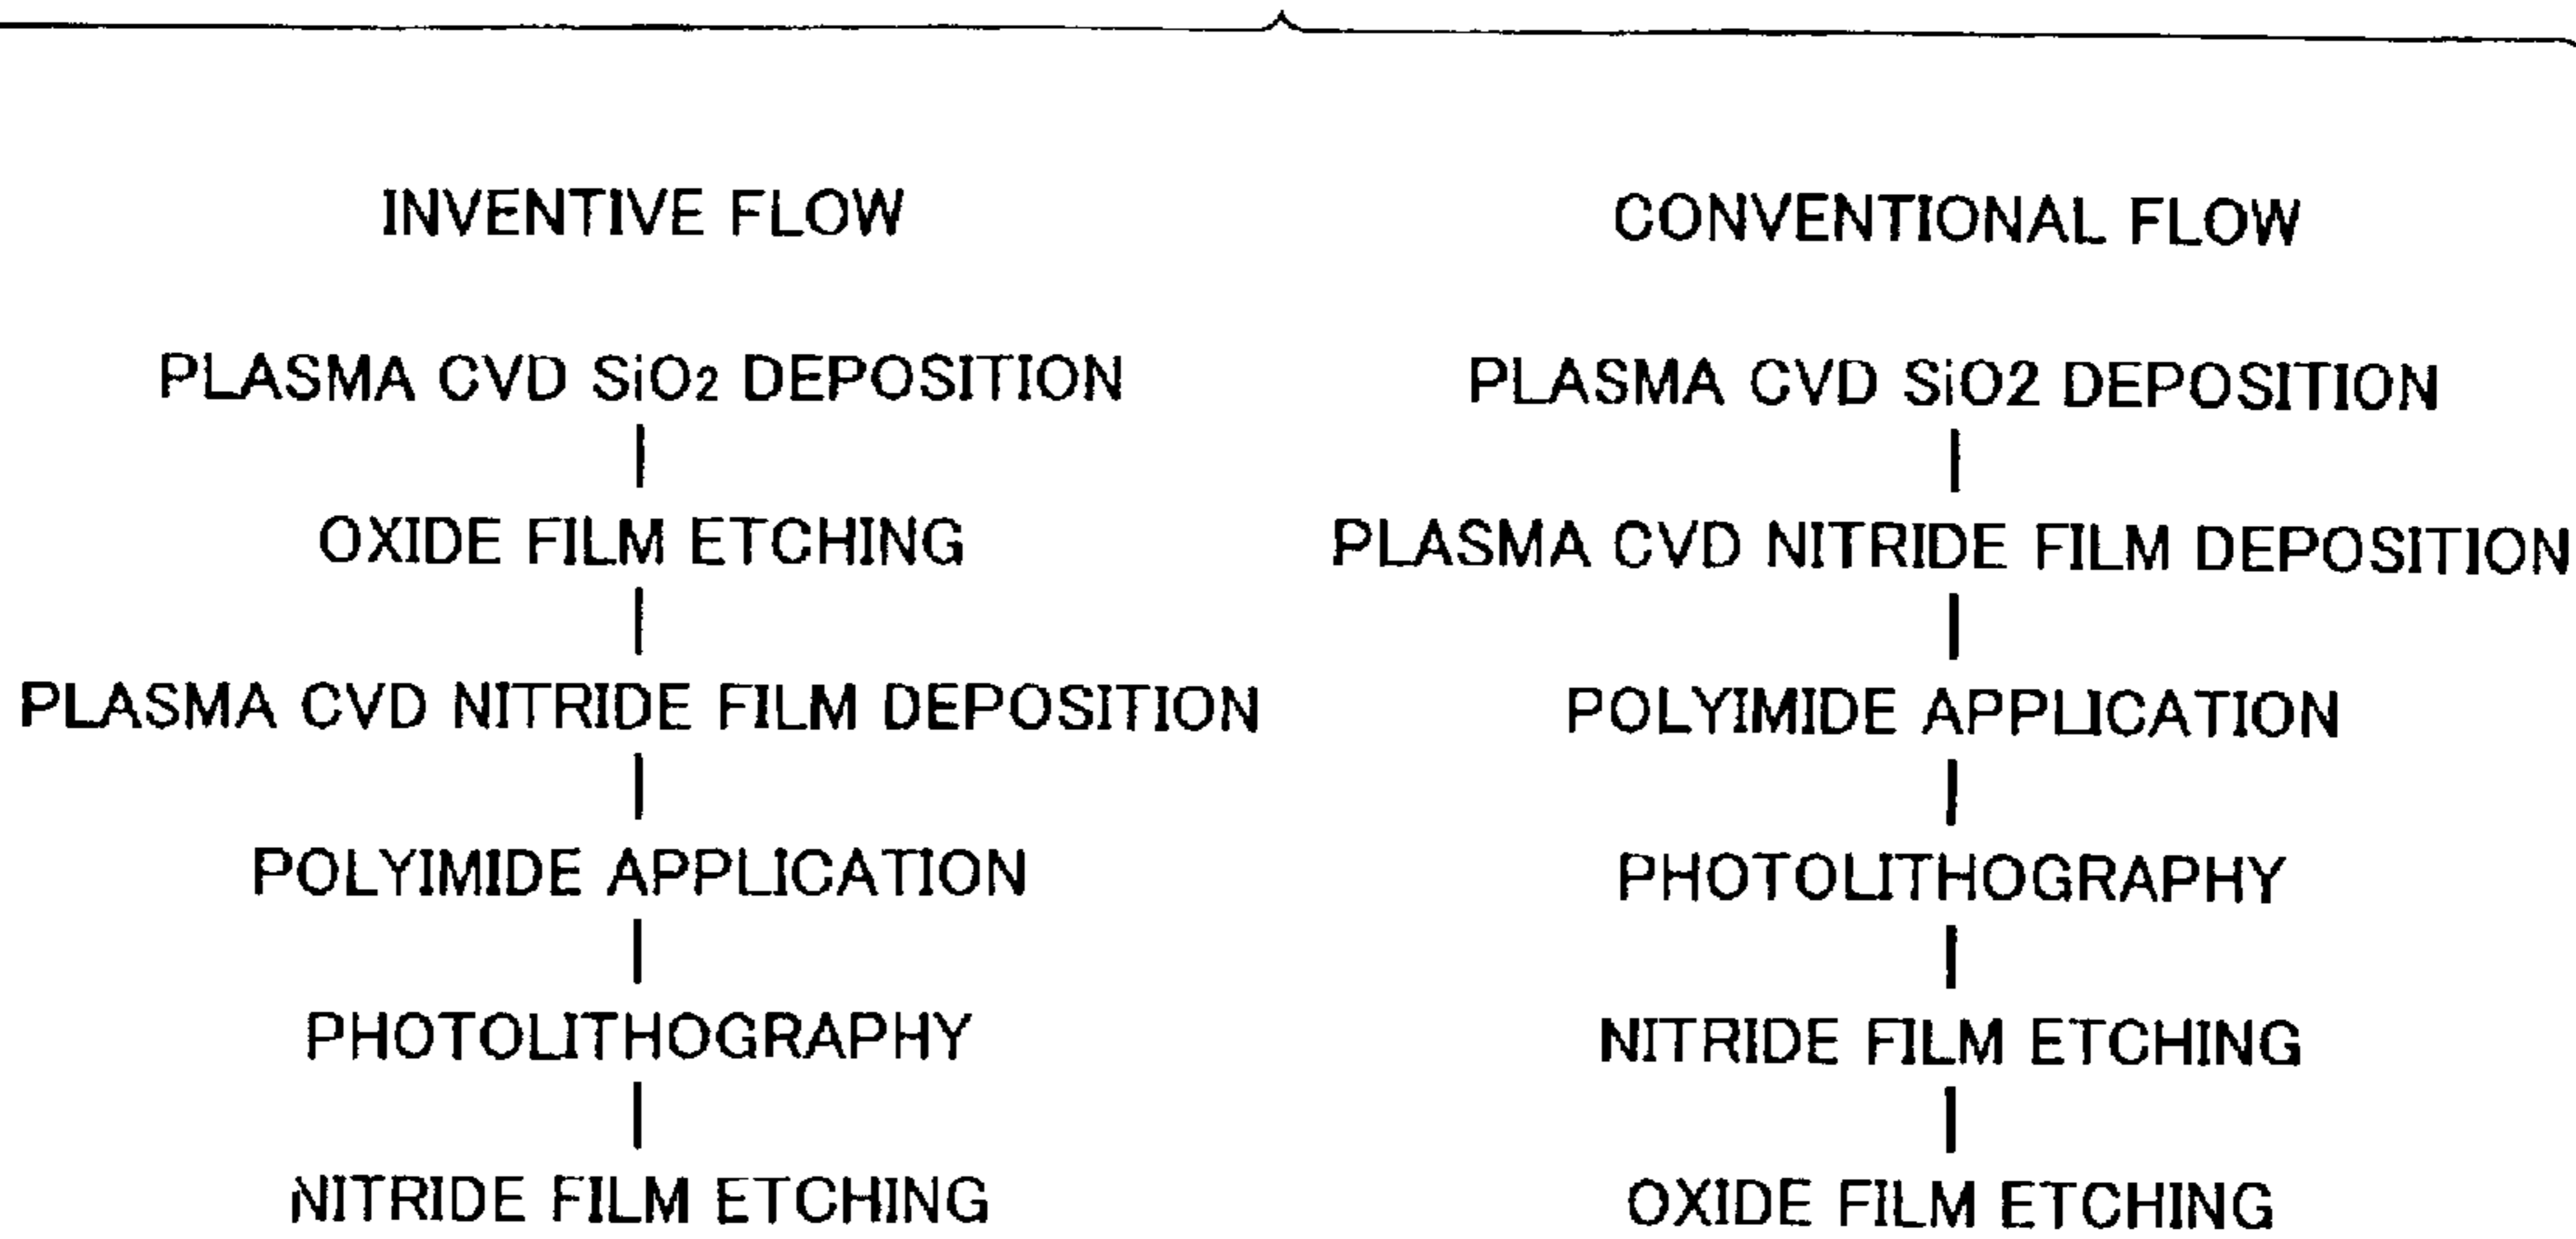 INVENTIVE FLOW
PLASMA CVD SiO₂ DEPOSITION
OXIDE FILM ETCHING
PLASMA CVD NITRIDE FILM DEPOSITION
POLYIMIDE APPLICATION
PHOTOLITHOGRAPHY
NITRIDE FILM ETCHING
CONVENTIONAL FLOW
PLASMA CVD SiO2 DEPOSITION
PLASMA CVD NITRIDE FILM DEPOSITION
POLYIMIDE APPLICATION
PHOTOLITHOGRAPHY
NITRIDE FILM ETCHING
OXIDE FILM ETCHING